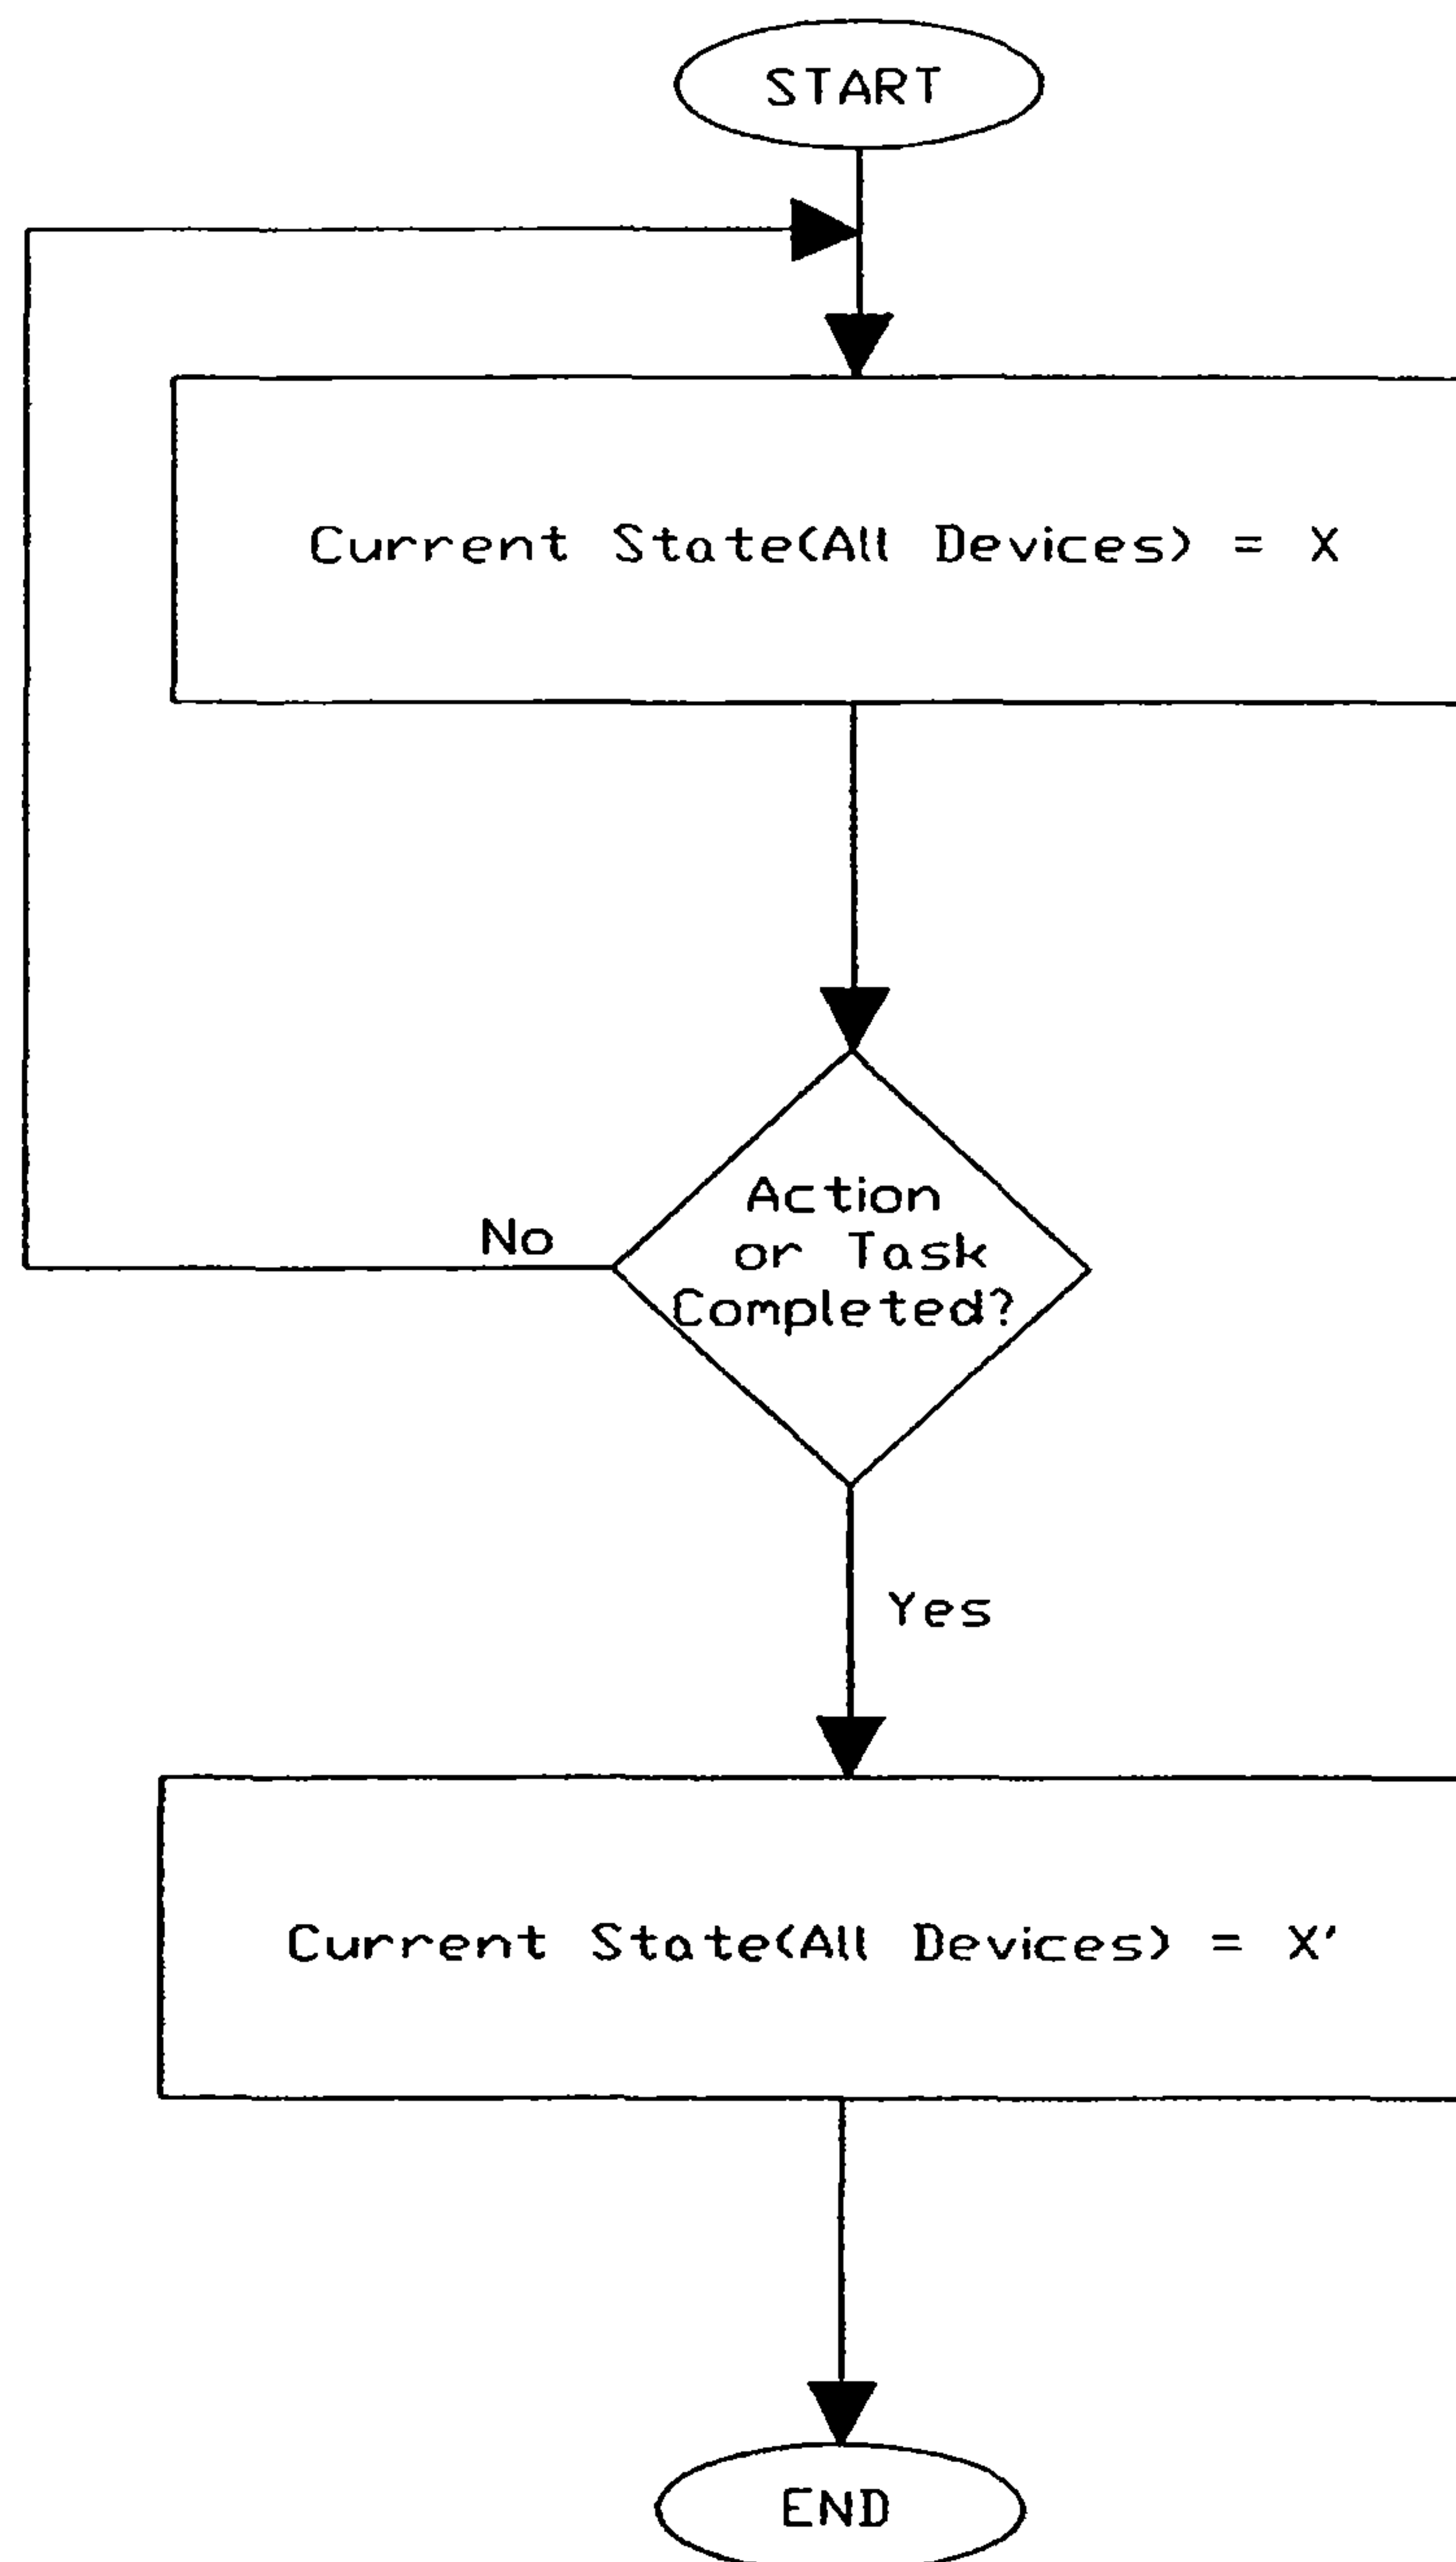 START
Current State(All Devices) = X
Action
or Task
Completed?
No
Yes
Current State(All Devices) = X'
END